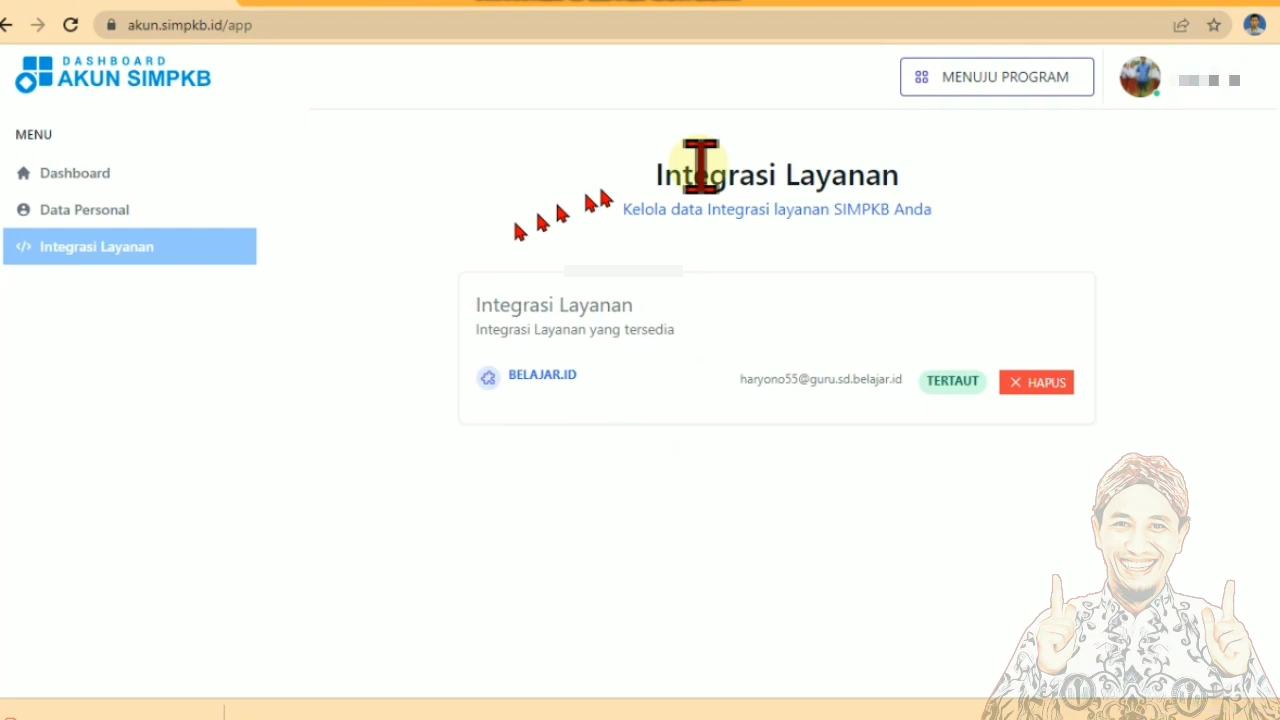 akun.simpkb.id/app
DASHBOARD
AKUN SIMPKB
MENUJU PROGRAM
MENU
Dashboard
Data Personal
Integrasi Layanan
Integrasi Layanan
Kelola data Integrasi layanan SIMPKB Anda
Integrasi Layanan
Integrasi Layanan yang tersedia
BELAJAR.ID
haryono55@guru.sd.belajar.id
TERTAUT
HAPUS